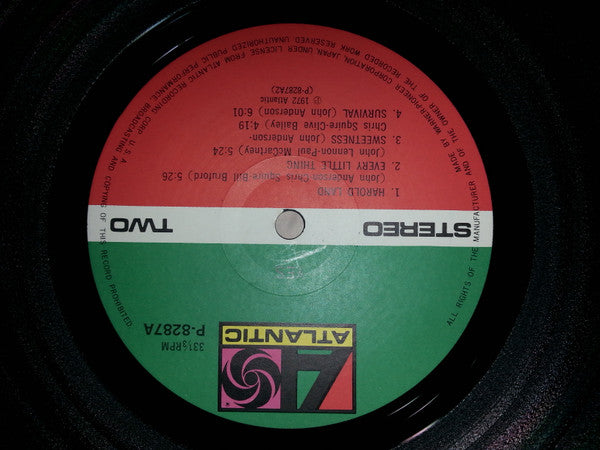 ATLANTIC
33⅓RPM
P-8287A
STEREO
TWO
1. HAROLD LAND
(John Anderson-Chris Squire-Bill Bruford) 5:26
2. EVERY LITTLE THING
(John Lennon-Paul McCartney) 5:24
3. SWEETNESS (John Anderson-
Chris Squire-Clive Bailey) 4:19
4. SURVIVAL (John Anderson) 6:01
Ⓟ 1972 Atlantic
(P-8287A2)
MADE BY WARNER-PIONEER CORPORATION, JAPAN, UNDER LICENSE FROM ATLANTIC RECORDING CORP., U.S.A.
ALL RIGHTS OF THE MANUFACTURER AND OF THE OWNER OF THE RECORDED WORK RESERVED. UNAUTHORIZED PUBLIC PERFORMANCE, BROADCASTING AND COPYING OF THIS RECORD PROHIBITED.